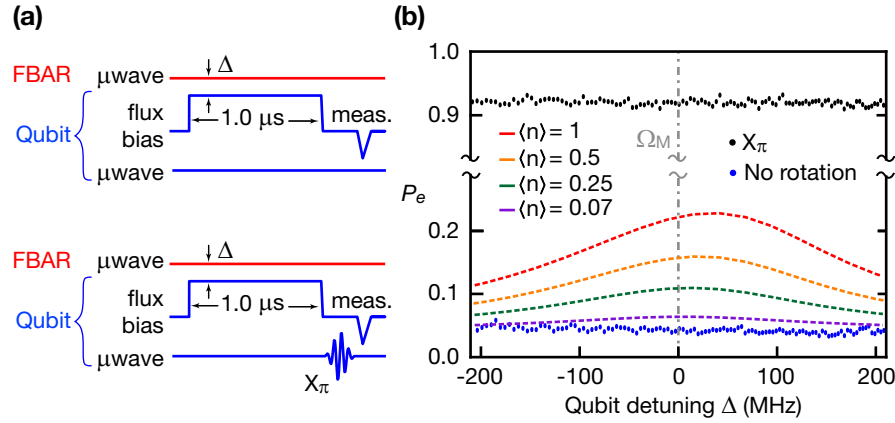 (a)
FBAR
μwave
Δ
Qubit
flux
bias
1.0 μs
meas.
μwave
FBAR
μwave
Δ
Qubit
flux
bias
1.0 μs
meas.
μwave
Xπ
(b)
1.0
0.9
0.2
0.1
0.0
Pe
⟨n⟩ = 1
⟨n⟩ = 0.5
⟨n⟩ = 0.25
⟨n⟩ = 0.07
ΩM
Xπ
No rotation
-200 -100 0 100 200
Qubit detuning Δ (MHz)